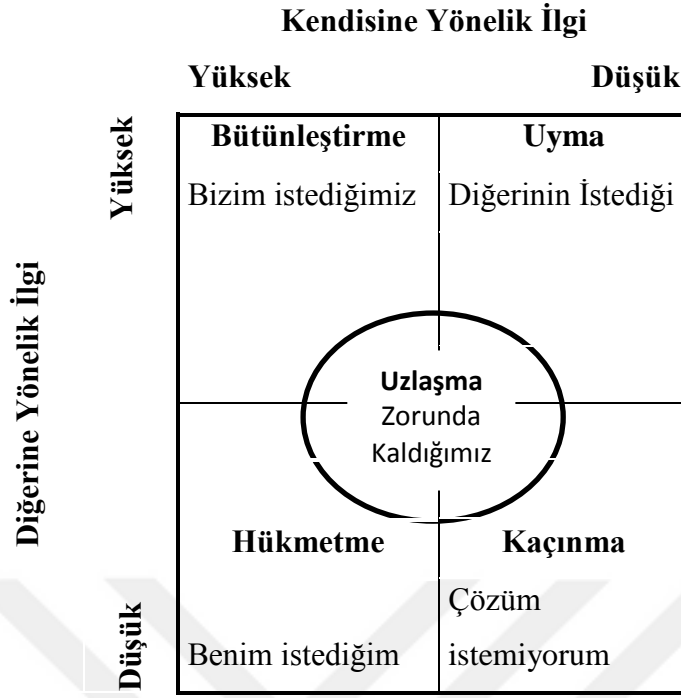 Kendisine Yönelik İlgi
Yüksek Düşük
Yüksek
Diğerine Yönelik İlgi
Düşük
Bütünleştirme Uyma
Bizim istediğimiz Diğerinin İstediği
Uzlaşma
Zorunda
Kaldığımız
Hükmetme Kaçınma
Çözüm
Benim istediğim istemiyorum